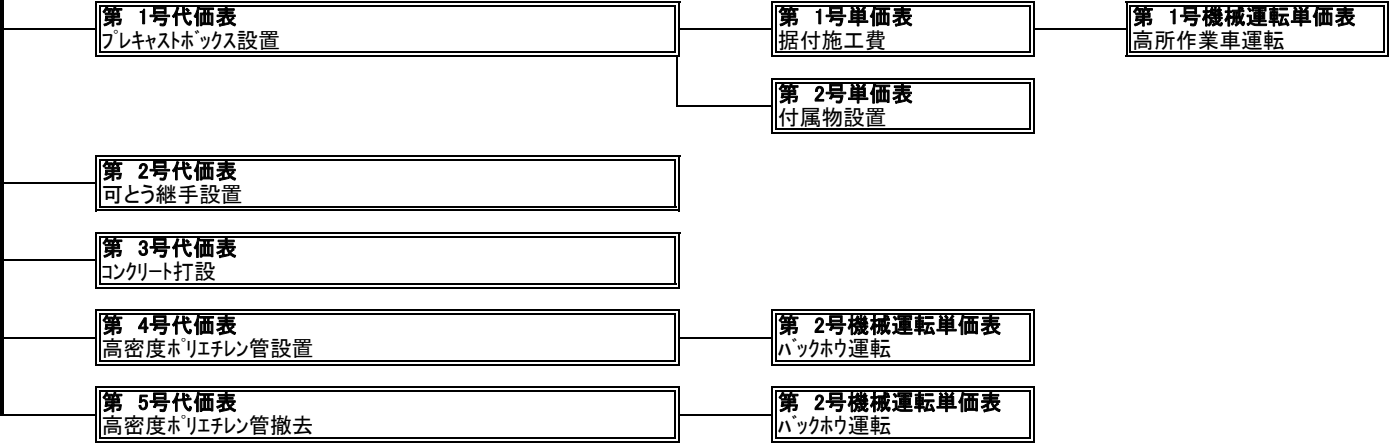 第 1号代価表
プレキャストボックス設置
第 1号単価表
据付施工費
第 1号機械運転単価表
高所作業車運転
第 2号単価表
付属物設置
第 2号代価表
可とう継手設置
第 3号代価表
コンクリート打設
第 4号代価表
高密度ポリエチレン管設置
第 2号機械運転単価表
バックホウ運転
第 5号代価表
高密度ポリエチレン管撤去
第 2号機械運転単価表
バックホウ運転